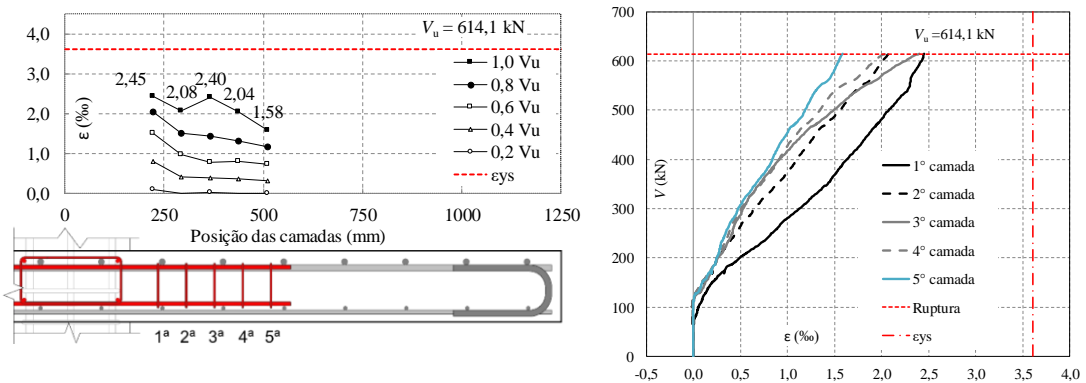 4,0
3,0
2,0
1,0
0,0
ε (‰)
2,45
2,08
2,40
2,04
1,58
Vu = 614,1 kN
1,0 Vu
0,8 Vu
0,6 Vu
0,4 Vu
0,2 Vu
εys
0
250
500
750
1000
1250
Posição das camadas (mm)
1ª 2ª 3ª 4ª 5ª
700
600
500
400
300
200
100
0
V (kN)
Vu =614,1 kN
1° camada
2° camada
3° camada
4° camada
5° camada
Ruptura
εys
ε (‰)
-0,5 0,0 0,5 1,0 1,5 2,0 2,5 3,0 3,5 4,0